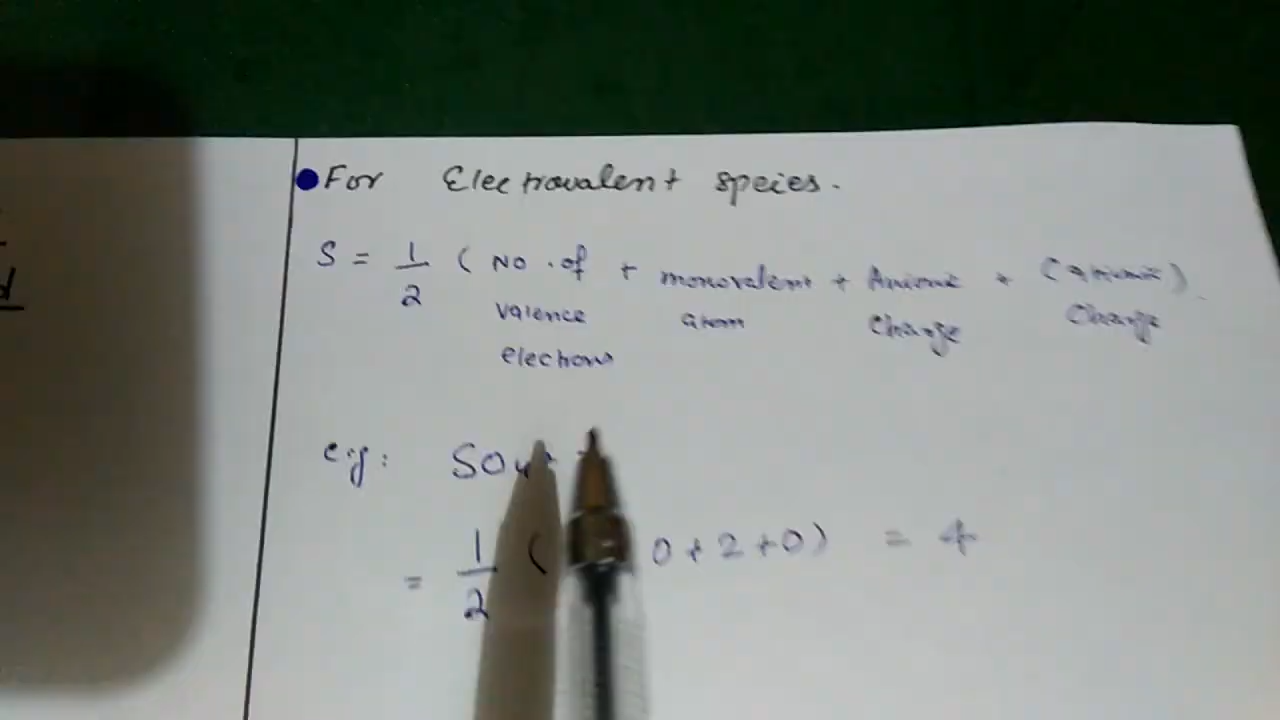 For Electrovalent speies.
S = 1/2 ( No. of valence electrons + monovalent atom + Anionic Charge + Cationic Charge)
e.g: SO4
= 1/2 ( 0+2+0) = 4